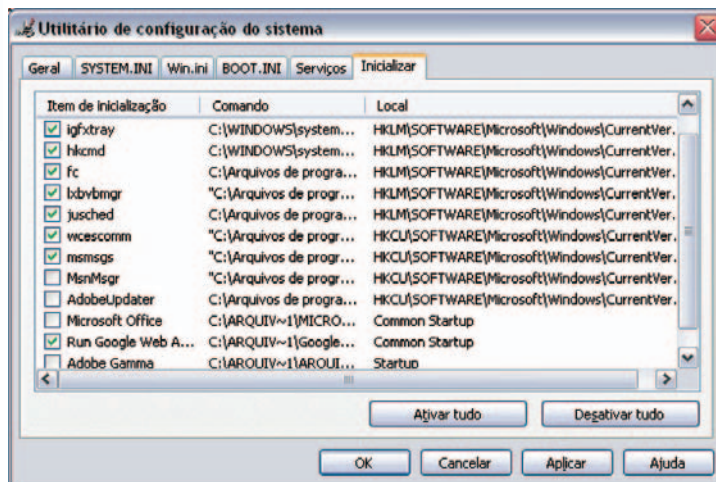 Utilitário de configuração do sistema
Geral SYSTEM.INI Win.ini BOOT.INI Serviços Inicializar
Item de inicialização Comando Local
igfxtray C:\WINDOWS\system... HKLM\SOFTWARE\Microsoft\Windows\CurrentVer.
hkcmd C:\WINDOWS\system... HKLM\SOFTWARE\Microsoft\Windows\CurrentVer.
fc C:\Arquivos de progra... HKLM\SOFTWARE\Microsoft\Windows\CurrentVer.
lxbvbmgr "C:\Arquivos de progr... HKLM\SOFTWARE\Microsoft\Windows\CurrentVer.
jusched "C:\Arquivos de progr... HKLM\SOFTWARE\Microsoft\Windows\CurrentVer.
wcescomm "C:\Arquivos de progr... HKCU\SOFTWARE\Microsoft\Windows\CurrentVer.
msmsgs "C:\Arquivos de progr... HKCU\SOFTWARE\Microsoft\Windows\CurrentVer.
MsnMsgr "C:\Arquivos de progr... HKCU\SOFTWARE\Microsoft\Windows\CurrentVer.
AdobeUpdater C:\Arquivos de progra... HKCU\SOFTWARE\Microsoft\Windows\CurrentVer.
Microsoft Office C:\ARQUIV~1\MICRO... Common Startup
Run Google Web A... C:\ARQUIV~1\Google... Common Startup
Adobe Gamma C:\ARQUIV~1\ARQUI... Startup
Ativar tudo Desativar tudo
OK Cancelar Aplicar Ajuda